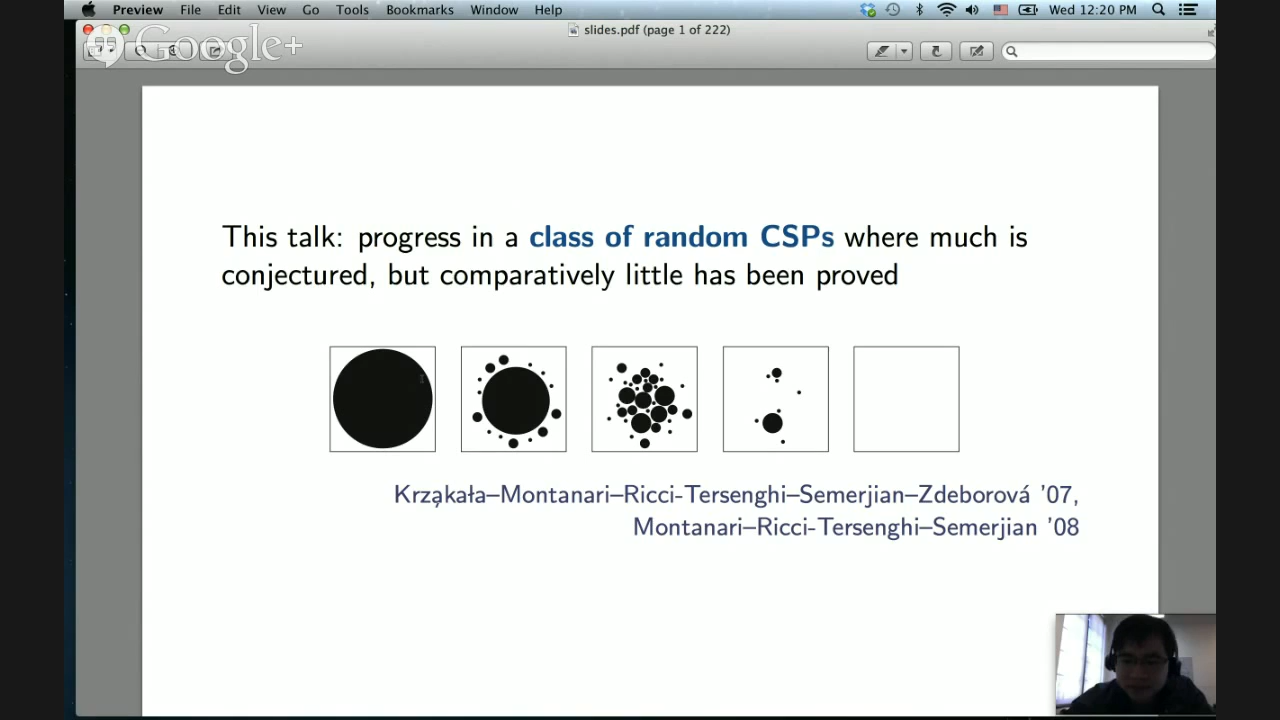 Preview File Edit View Go Tools Bookmarks Window Help Wed 12:20 PM
Google+
slides.pdf (page 1 of 222)
This talk: progress in a class of random CSPs where much is
conjectured, but comparatively little has been proved
Krząkała–Montanari–Ricci-Tersenghi–Semerjian–Zdeborová '07,
Montanari–Ricci-Tersenghi–Semerjian '08